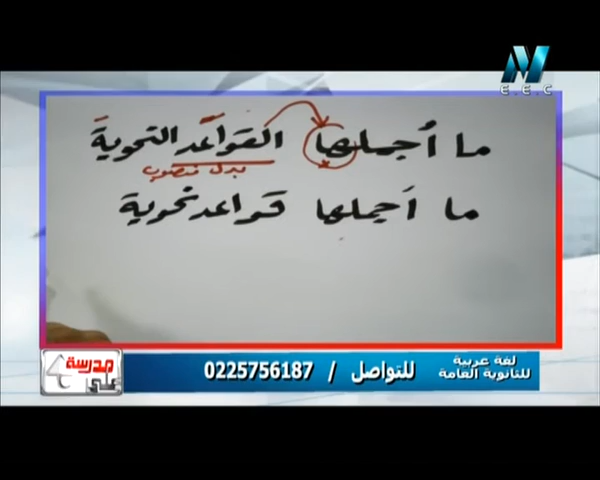 E.E.C
ما أجملها القواعد النحوية
بدل منصوب
ما أجملها قواعد نحوية
لغة عربية
للثانوية العامة
للتواصل / 0225756187
مدرسة
على